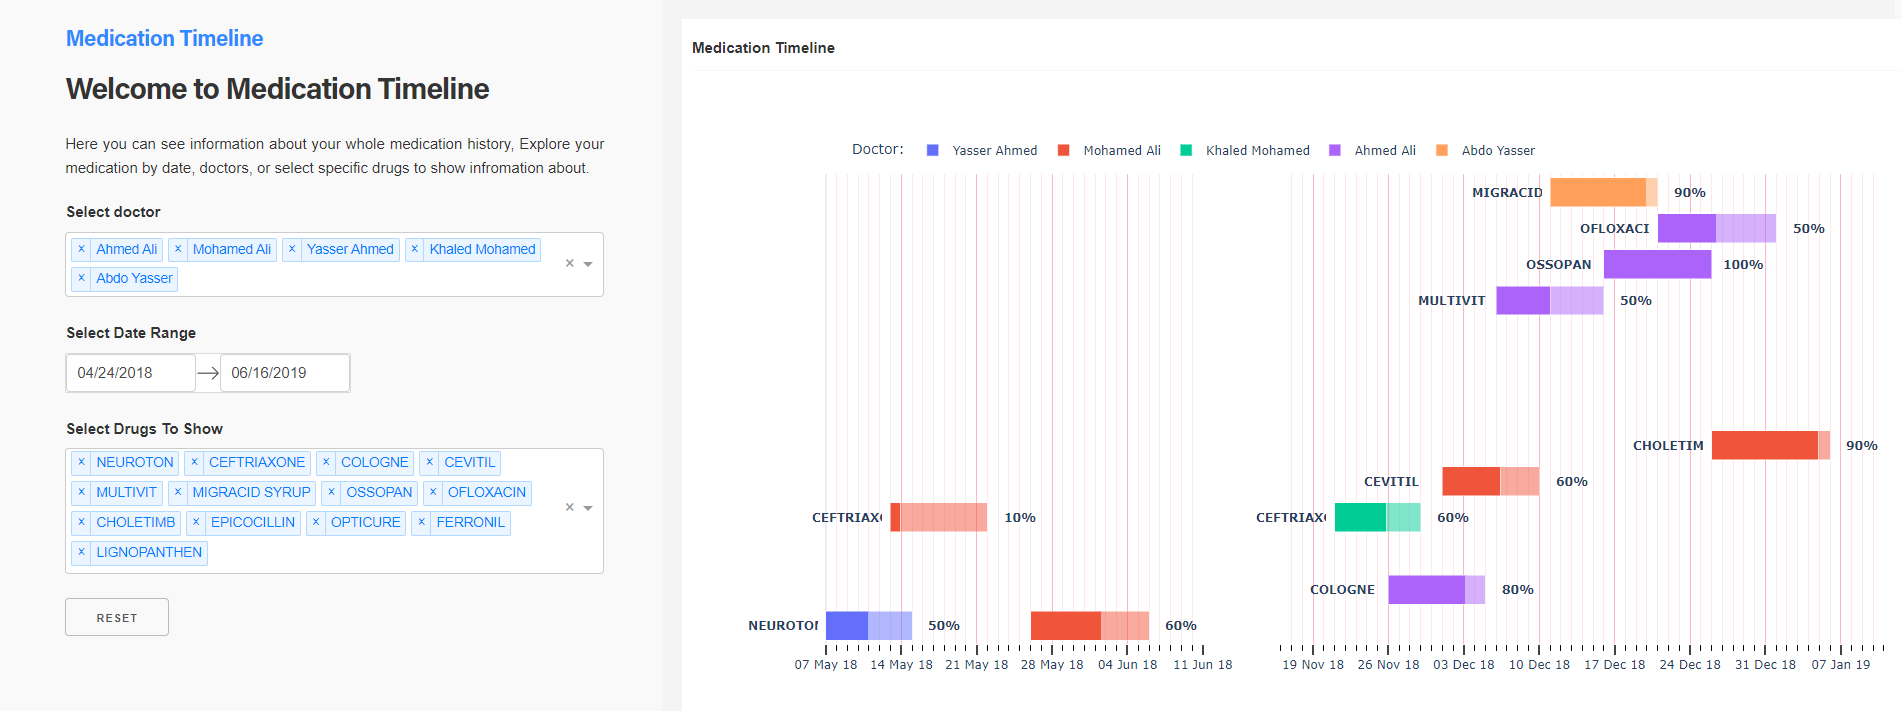 Medication Timeline
Welcome to Medication Timeline
Here you can see information about your whole medication history, Explore your
medication by date, doctors, or select specific drugs to show infromation about.
Select doctor
× Ahmed Ali × Mohamed Ali × Yasser Ahmed × Khaled Mohamed
× Abdo Yasser
Select Date Range
04/24/2018 → 06/16/2019
Select Drugs To Show
× NEUROTON × CEFTRIAXONE × COLOGNE × CEVITIL
× MULTIVIT × MIGRACID SYRUP × OSSOPAN × OFLOXACIN
× CHOLETIMB × EPICOCILLIN × OPTICURE × FERRONIL
× LIGNOPANTHEN
RESET
Medication Timeline
Doctor: Yasser Ahmed Mohamed Ali Khaled Mohamed Ahmed Ali Abdo Yasser
MIGRACID 90%
OFLOXACI 50%
OSSOPAN 100%
MULTIVIT 50%
CHOLETIM 90%
CEVITIL 60%
CEFTRIAX 10% CEFTRIAX 60%
COLOGNE 80%
NEUROTO 50% 60%
07 May 18 14 May 18 21 May 18 28 May 18 04 Jun 18 11 Jun 18 19 Nov 18 26 Nov 18 03 Dec 18 10 Dec 18 17 Dec 18 24 Dec 18 31 Dec 18 07 Jan 19